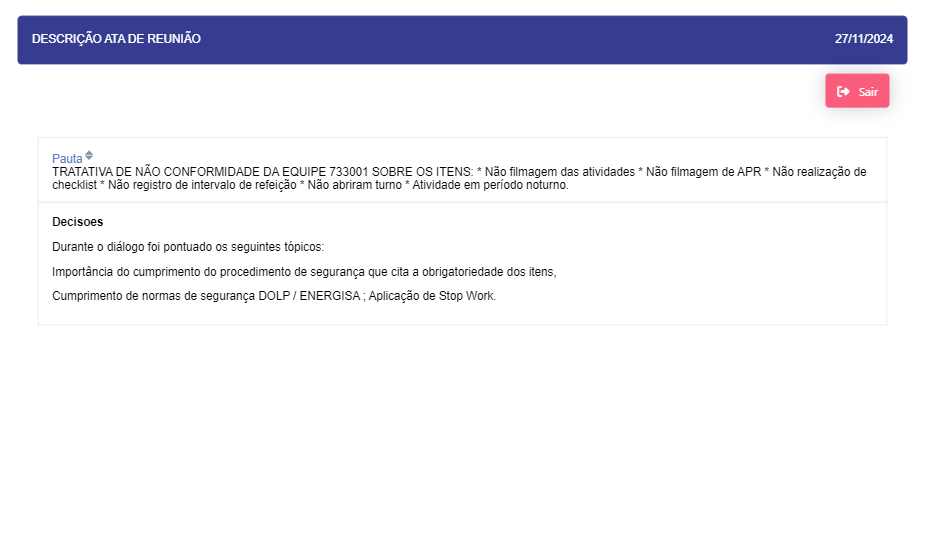 DESCRIÇÃO ATA DE REUNIÃO
27/11/2024
Sair
Pauta
TRATATIVA DE NÃO CONFORMIDADE DA EQUIPE 733001 SOBRE OS ITENS: * Não filmagem das atividades * Não filmagem de APR * Não realização de
checklist * Não registro de intervalo de refeição * Não abriram turno * Atividade em período noturno.
Decisoes
Durante o diálogo foi pontuado os seguintes tópicos:
Importância do cumprimento do procedimento de segurança que cita a obrigatoriedade dos itens,
Cumprimento de normas de segurança DOLP / ENERGISA ; Aplicação de Stop Work.